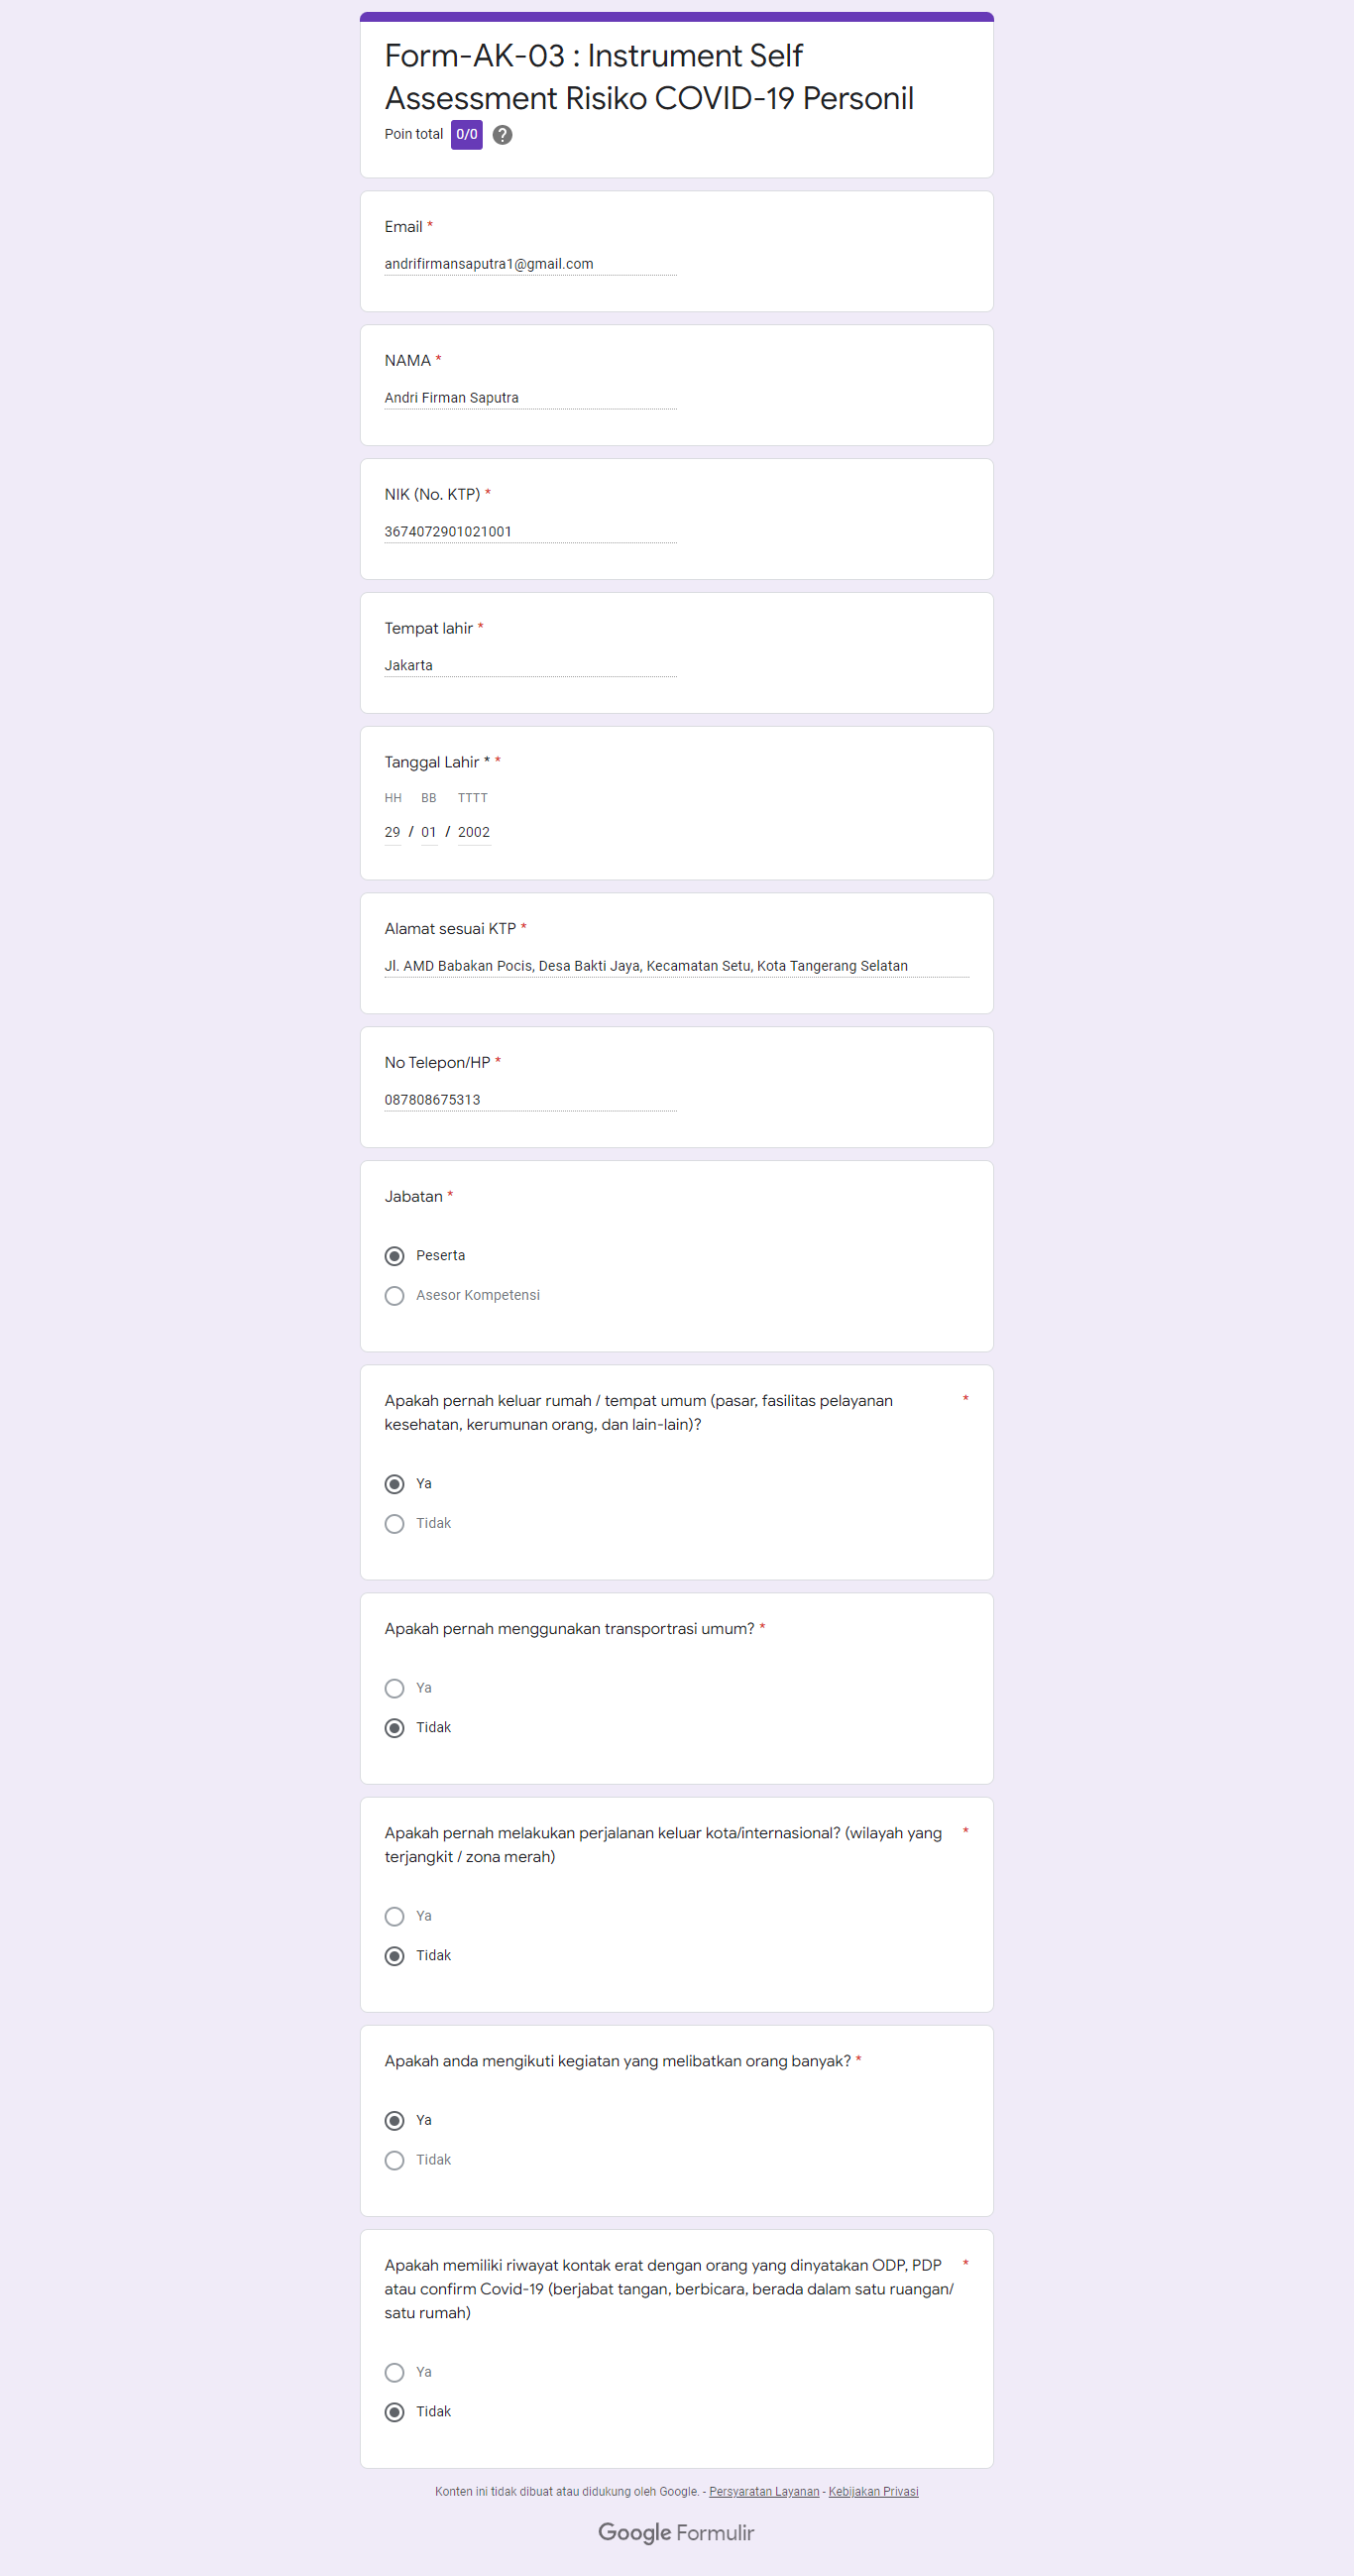 Form-AK-03 : Instrument Self
Assessment Risiko COVID-19 Personil
Poin total 0/0 ?
Email *
andrifirmansaputra1@gmail.com
NAMA *
Andri Firman Saputra
NIK (No. KTP) *
3674072901021001
Tempat lahir *
Jakarta
Tanggal Lahir * *
HH BB TTTT
29 / 01 / 2002
Alamat sesuai KTP *
Jl. AMD Babakan Pocis, Desa Bakti Jaya, Kecamatan Setu, Kota Tangerang Selatan
No Telepon/HP *
087808675313
Jabatan *
Peserta
Asesor Kompetensi
Apakah pernah keluar rumah / tempat umum (pasar, fasilitas pelayanan *
kesehatan, kerumunan orang, dan lain-lain)?
Ya
Tidak
Apakah pernah menggunakan transportrasi umum? *
Ya
Tidak
Apakah pernah melakukan perjalanan keluar kota/internasional? (wilayah yang *
terjangkit / zona merah)
Ya
Tidak
Apakah anda mengikuti kegiatan yang melibatkan orang banyak? *
Ya
Tidak
Apakah memiliki riwayat kontak erat dengan orang yang dinyatakan ODP, PDP *
atau confirm Covid-19 (berjabat tangan, berbicara, berada dalam satu ruangan/
satu rumah)
Ya
Tidak
Konten ini tidak dibuat atau didukung oleh Google. - Persyaratan Layanan - Kebijakan Privasi
Google Formulir